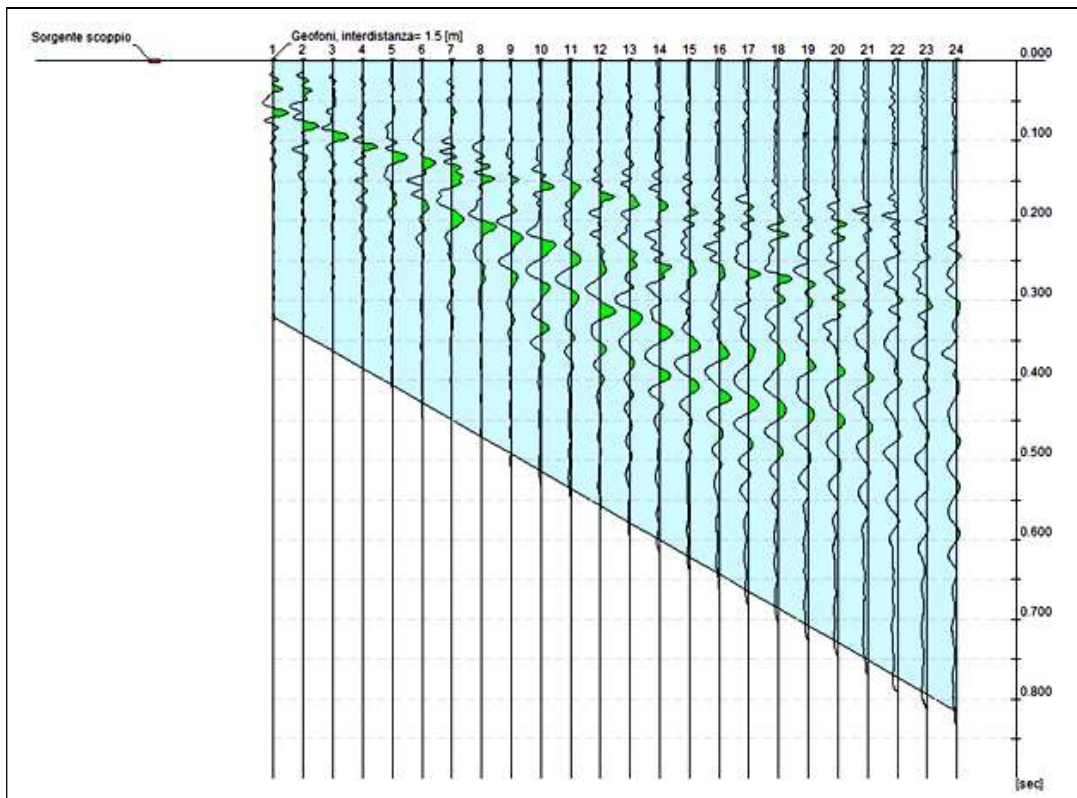 Sorgente scoppio
Geofoni, interdistanza= 1.5 [m]
1 2 3 4 5 6 7 8 9 10 11 12 13 14 15 16 17 18 19 20 21 22 23 24
0.000
0.100
0.200
0.300
0.400
0.500
0.600
0.700
0.800
[sec]